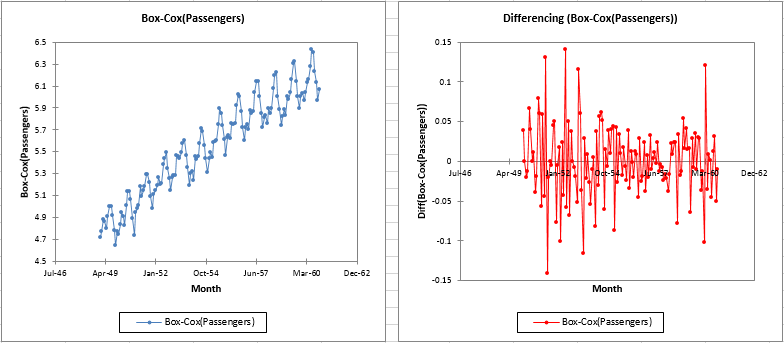 Box-Cox(Passengers)
Box-Cox(Passengers)
6.5
6.3
6.1
5.9
5.7
5.5
5.3
5.1
4.9
4.7
4.5
Jul-46 Apr-49 Jan-52 Oct-54 Jun-57 Mar-60 Dec-62
Month
Box-Cox(Passengers)
Differencing (Box-Cox(Passengers))
Diff(Box-Cox(Passengers))
0.15
0.1
0.05
0
-0.05
-0.1
-0.15
Jul-46 Apr-49 Jan-52 Oct-54 Jun-57 Mar-60 Dec-62
Month
Box-Cox(Passengers)